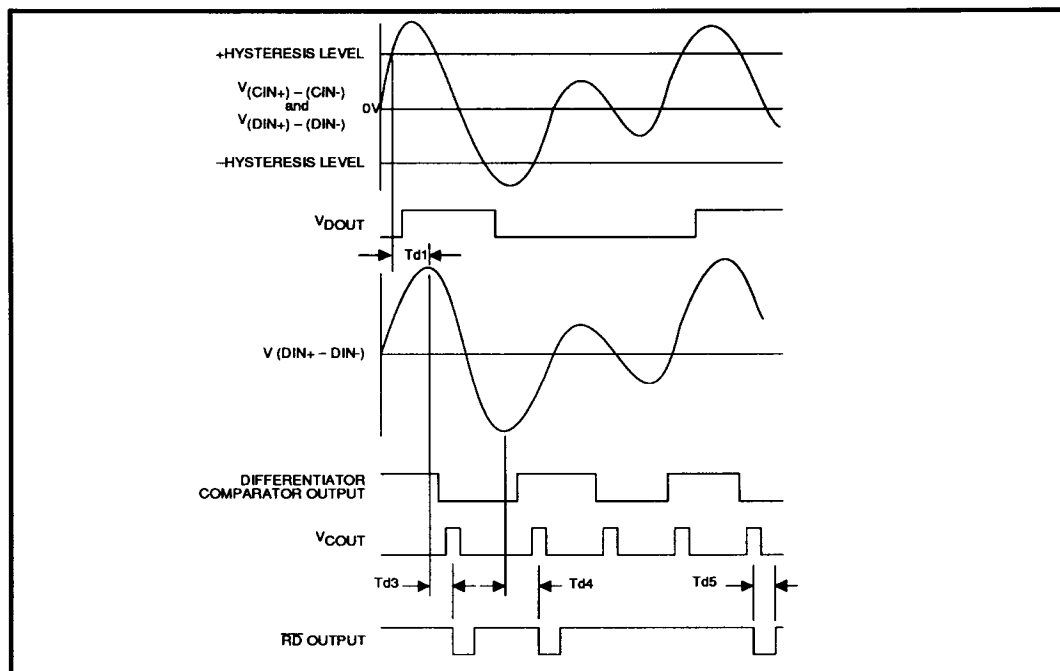 +HYSTERESIS LEVEL
V(CIN+) – (CIN-)
and
0V
V(DIN+) – (DIN-)
–HYSTERESIS LEVEL
VDOUT
Td1
V (DIN+ – DIN-)
DIFFERENTIATOR
COMPARATOR OUTPUT
VCOUT
Td3
Td4
Td5
RD OUTPUT